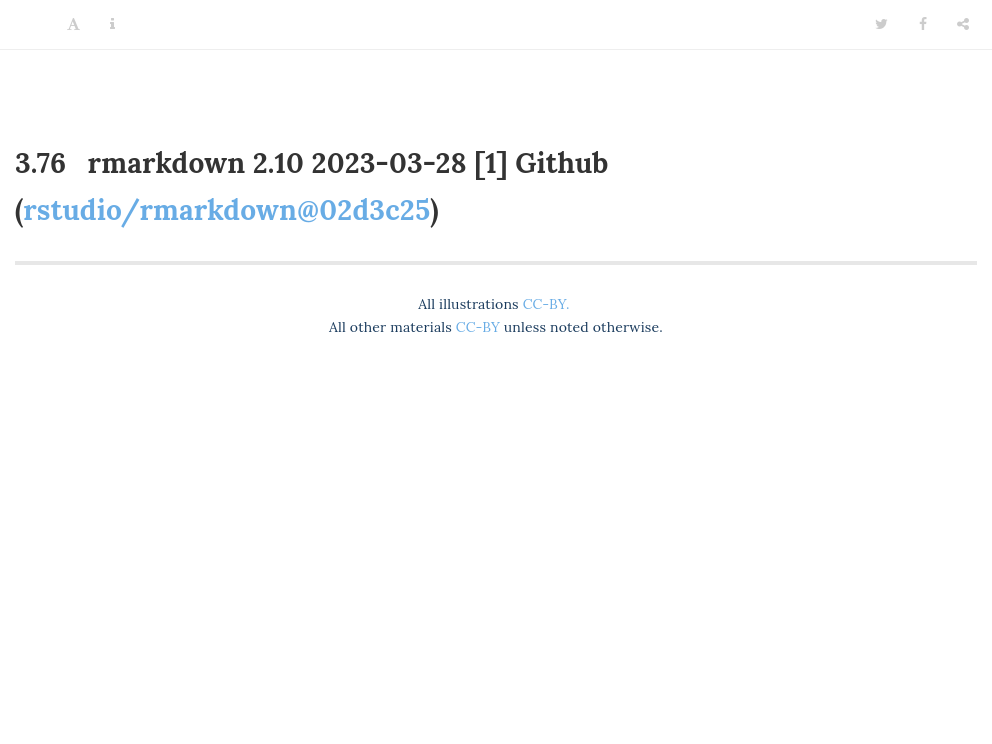 3.76 rmarkdown 2.10 2023-03-28 [1] Github
(rstudio/rmarkdown@02d3c25)
All illustrations CC-BY.
All other materials CC-BY unless noted otherwise.